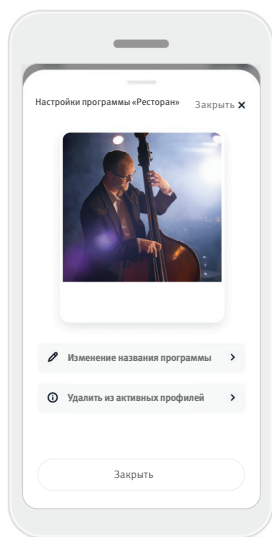 Настройки программы «Ресторан»
Закрыть ×
Изменение названия программы
Удалить из активных профилей
Закрыть